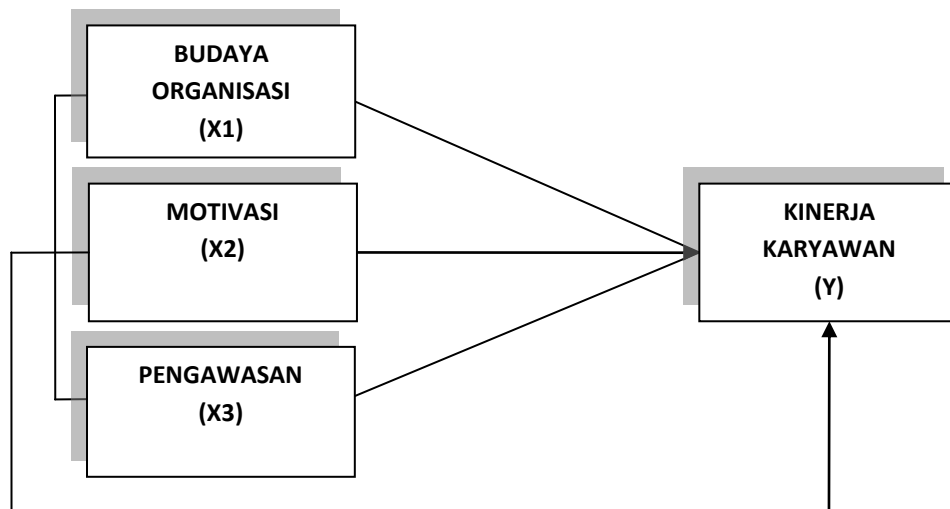 BUDAYA
ORGANISASI
(X1)
MOTIVASI
(X2)
PENGAWASAN
(X3)
KINERJA
KARYAWAN
(Y)